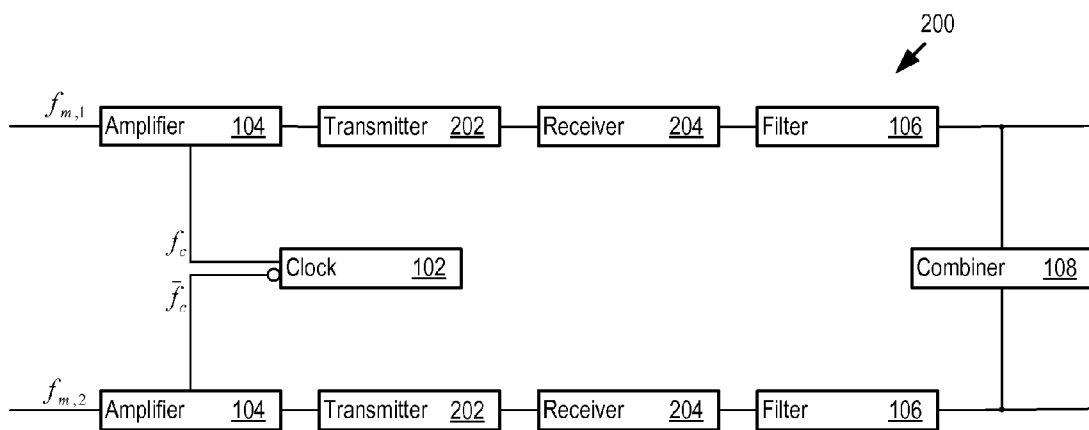 200
f_{m,1}
Amplifier 104 Transmitter 202 Receiver 204 Filter 106
f_c
Clock 102 Combiner 108
f̄_c
f_{m,2}
Amplifier 104 Transmitter 202 Receiver 204 Filter 106